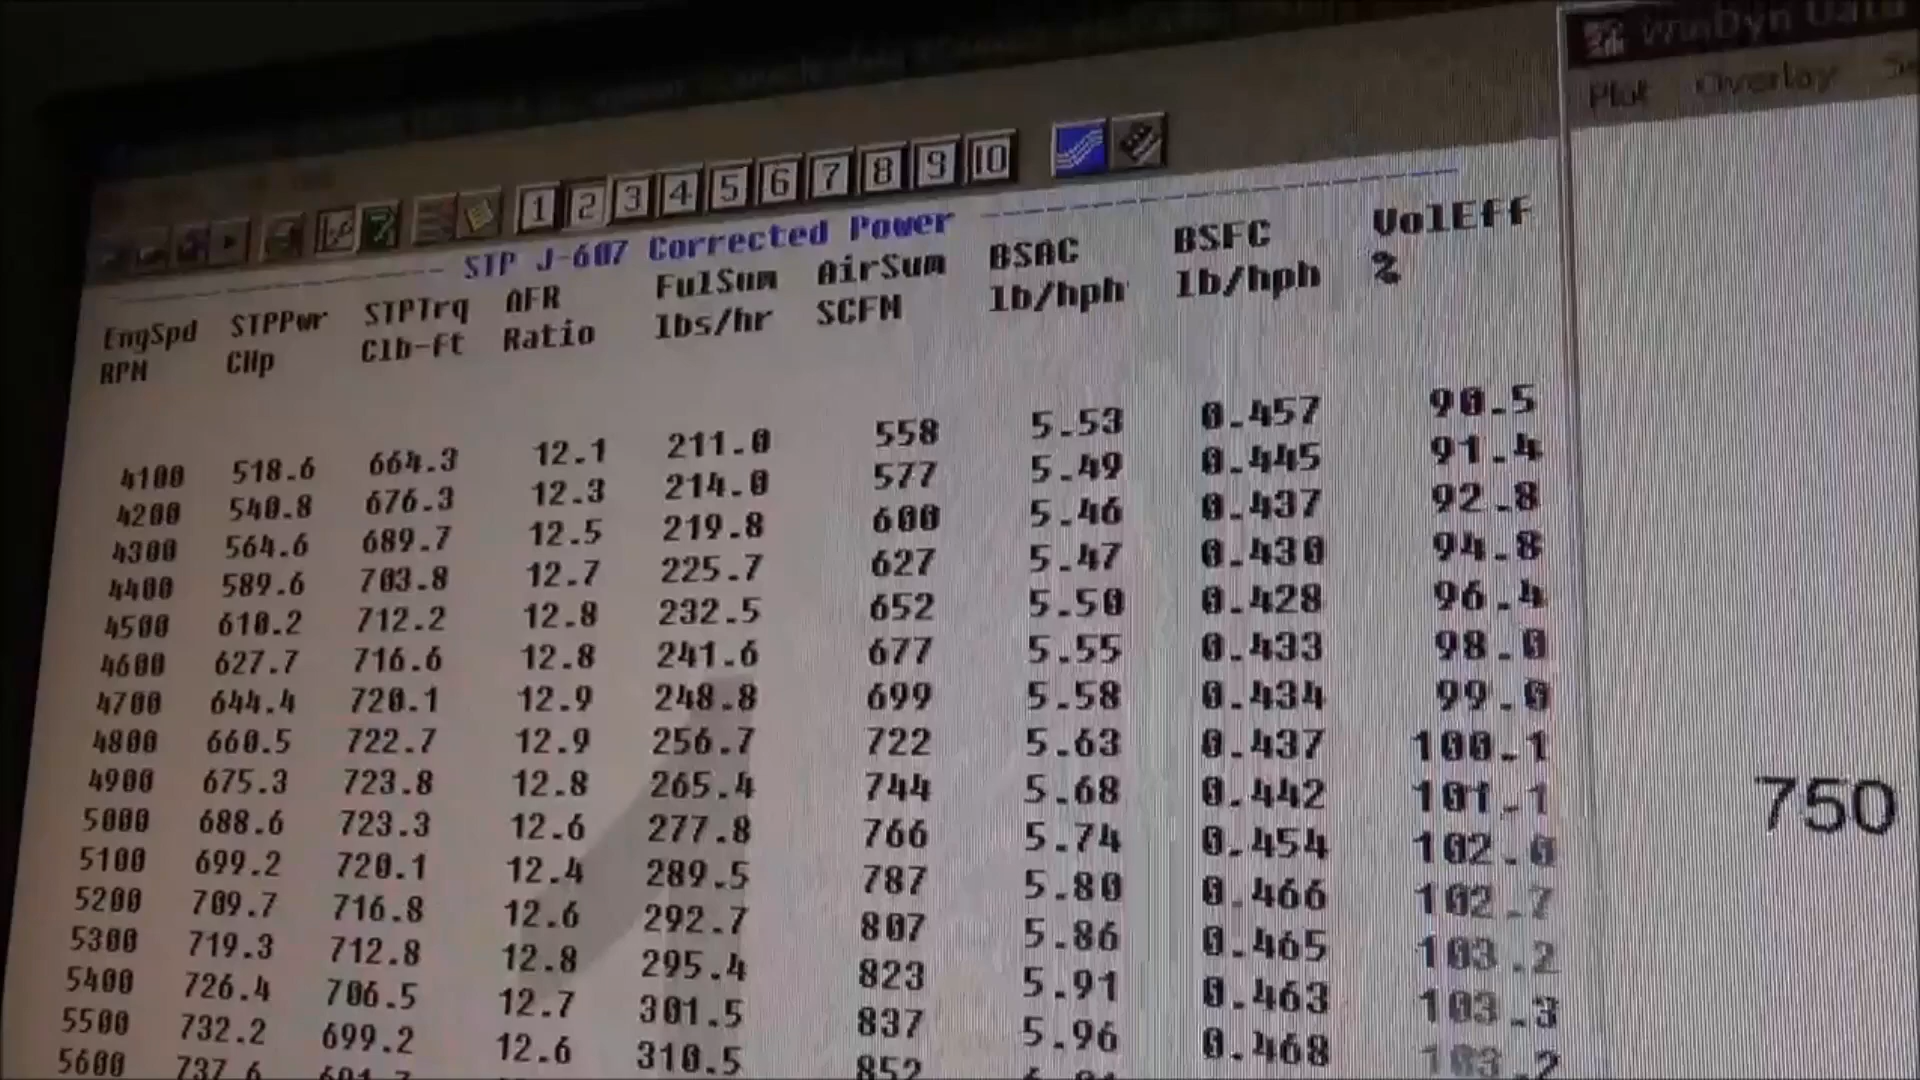 WinDyn Data
Plot Overlay
1 2 3 4 5 6 7 8 9 10
STP J-607 Corrected Power
EngSpd STPPwr STPTrq AFR FulSum AirSum BSAC BSFC VolEff
RPM CHp Clb-ft Ratio lbs/hr SCFM lb/hph lb/hph %
4100 518.6 664.3 12.1 211.0 558 5.53 0.457 90.5
4200 540.8 676.3 12.3 214.0 577 5.49 0.445 91.4
4300 564.6 689.7 12.5 219.8 600 5.46 0.437 92.8
4400 589.6 703.8 12.7 225.7 627 5.47 0.430 94.8
4500 610.2 712.2 12.8 232.5 652 5.50 0.428 96.4
4600 627.7 716.6 12.8 241.6 677 5.55 0.433 98.0
4700 644.4 720.1 12.9 248.8 699 5.58 0.434 99.0
4800 660.5 722.7 12.9 256.7 722 5.63 0.437 100.1
4900 675.3 723.8 12.8 265.4 744 5.68 0.442 101.1
5000 688.6 723.3 12.6 277.8 766 5.74 0.454 102.0
5100 699.2 720.1 12.4 289.5 787 5.80 0.466 102.7
5200 709.7 716.8 12.6 292.7 807 5.86 0.465 103.2
5300 719.3 712.8 12.8 295.4 823 5.91 0.463 103.3
5400 726.4 706.5 12.7 301.5 837 5.96 0.468 103.2
5500 732.2 699.2 12.6 310.5 852
5600 737.6
750